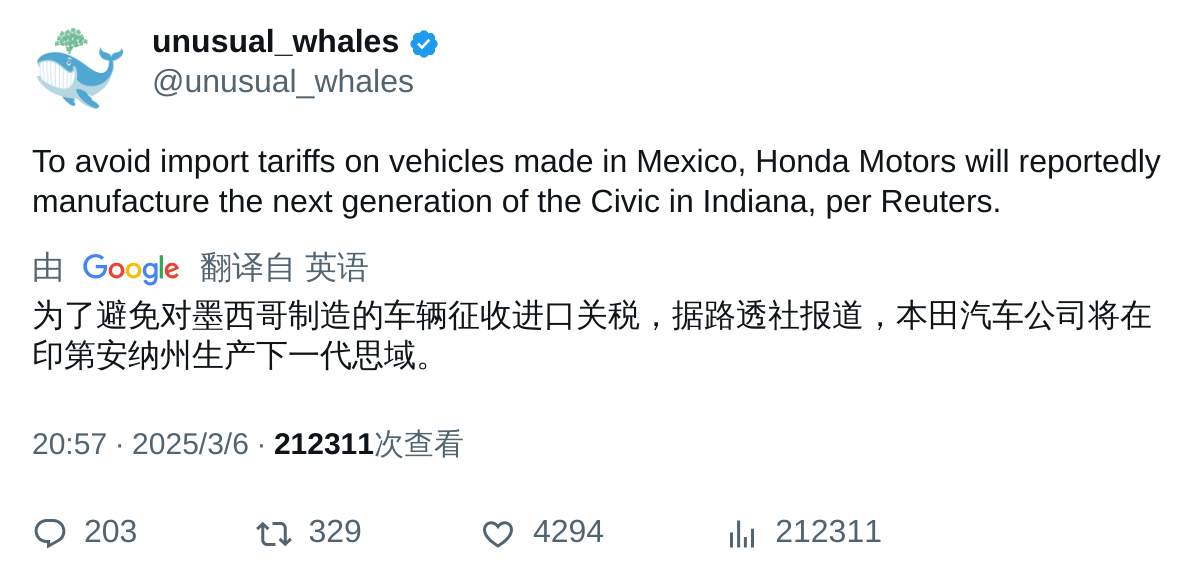 unusual_whales
@unusual_whales
To avoid import tariffs on vehicles made in Mexico, Honda Motors will reportedly
manufacture the next generation of the Civic in Indiana, per Reuters.
由 Google 翻译自 英语
为了避免对墨西哥制造的车辆征收进口关税，据路透社报道，本田汽车公司将在
印第安纳州生产下一代思域。
20:57 · 2025/3/6 · 212311次查看
203 329 4294 212311